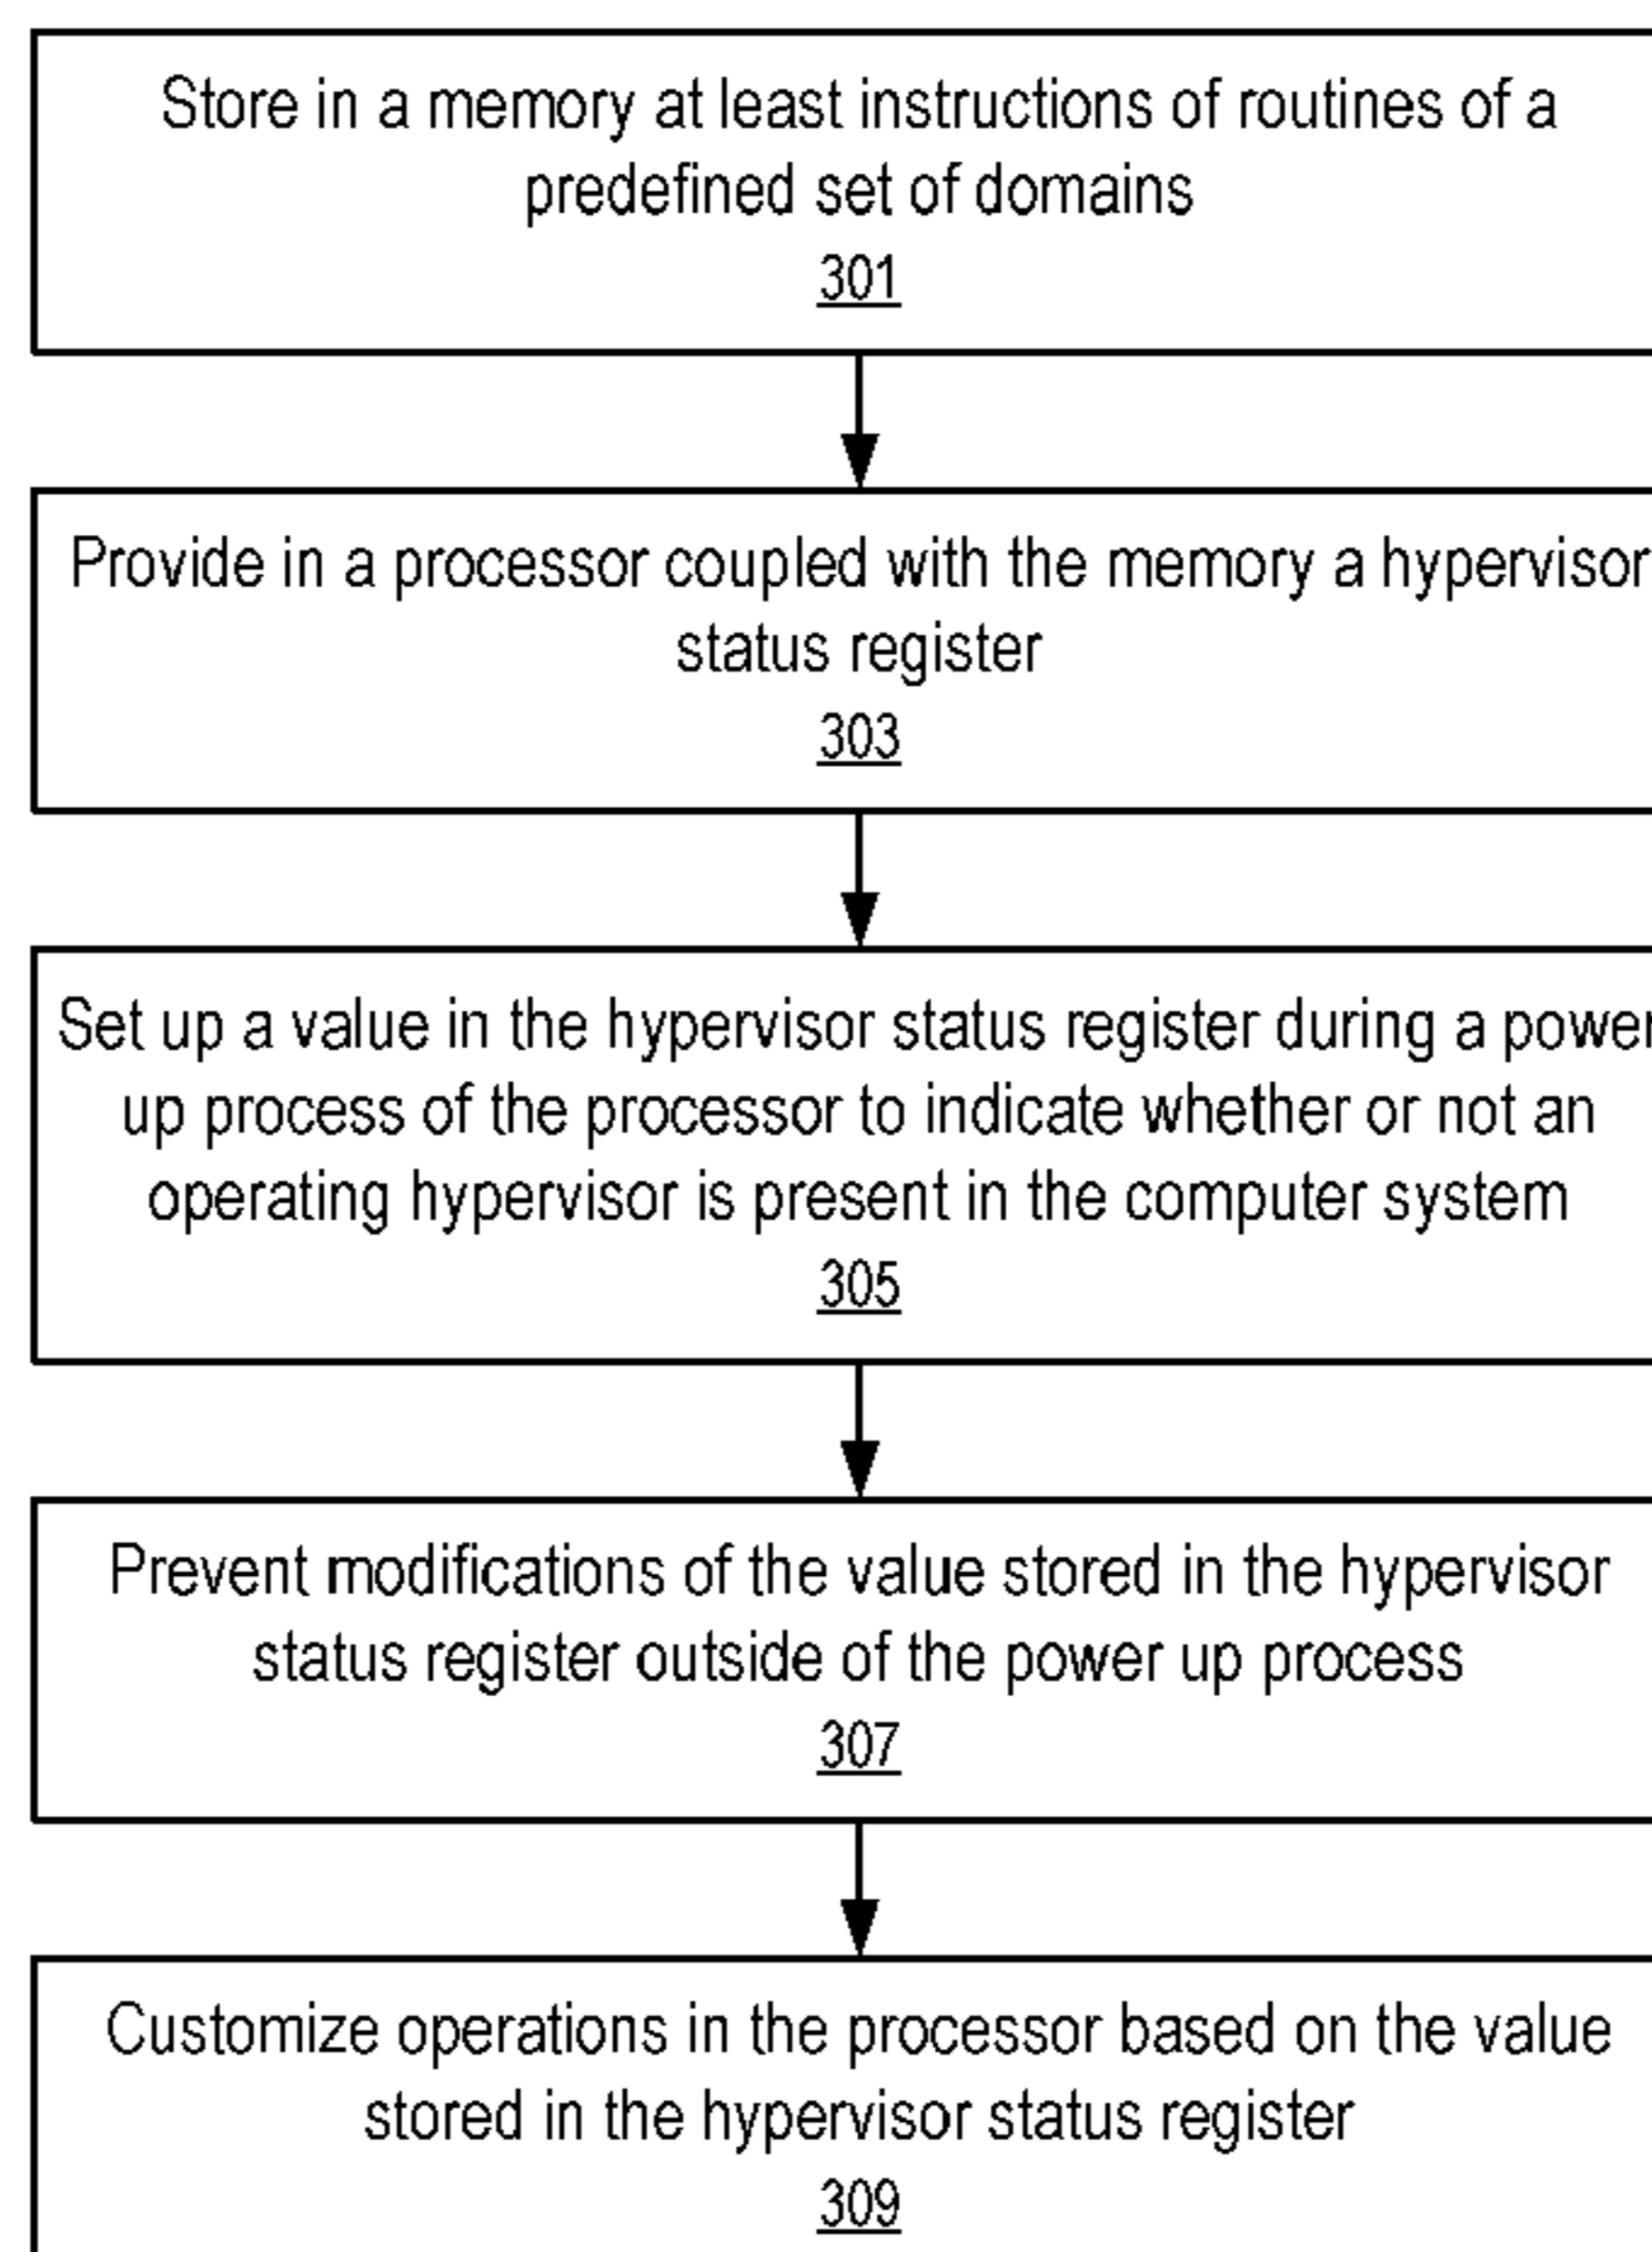 Store in a memory at least instructions of routines of a
predefined set of domains
301
Provide in a processor coupled with the memory a hypervisor
status register
303
Set up a value in the hypervisor status register during a power
up process of the processor to indicate whether or not an
operating hypervisor is present in the computer system
305
Prevent modifications of the value stored in the hypervisor
status register outside of the power up process
307
Customize operations in the processor based on the value
stored in the hypervisor status register
309